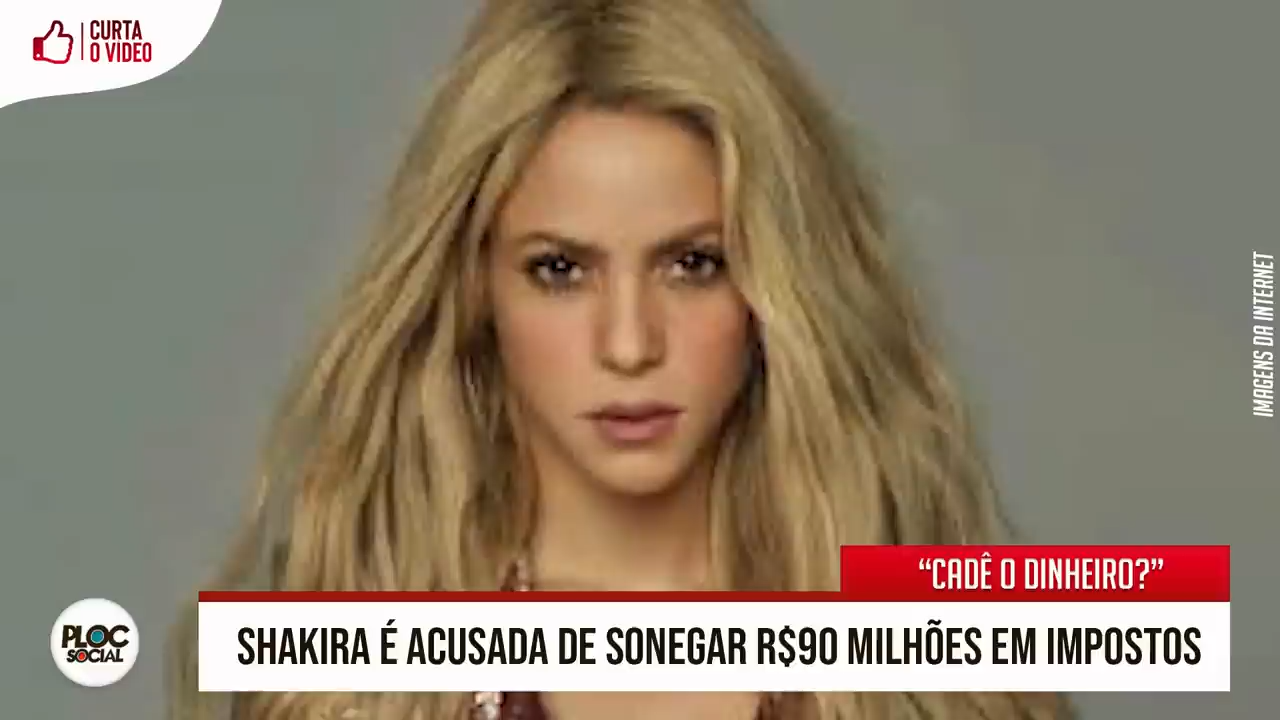 CURTA
O VIDEO
IMAGENS DA INTERNET
“CADÊ O DINHEIRO?”
SHAKIRA É ACUSADA DE SONEGAR R$90 MILHÕES EM IMPOSTOS
PLOC
SOCIAL